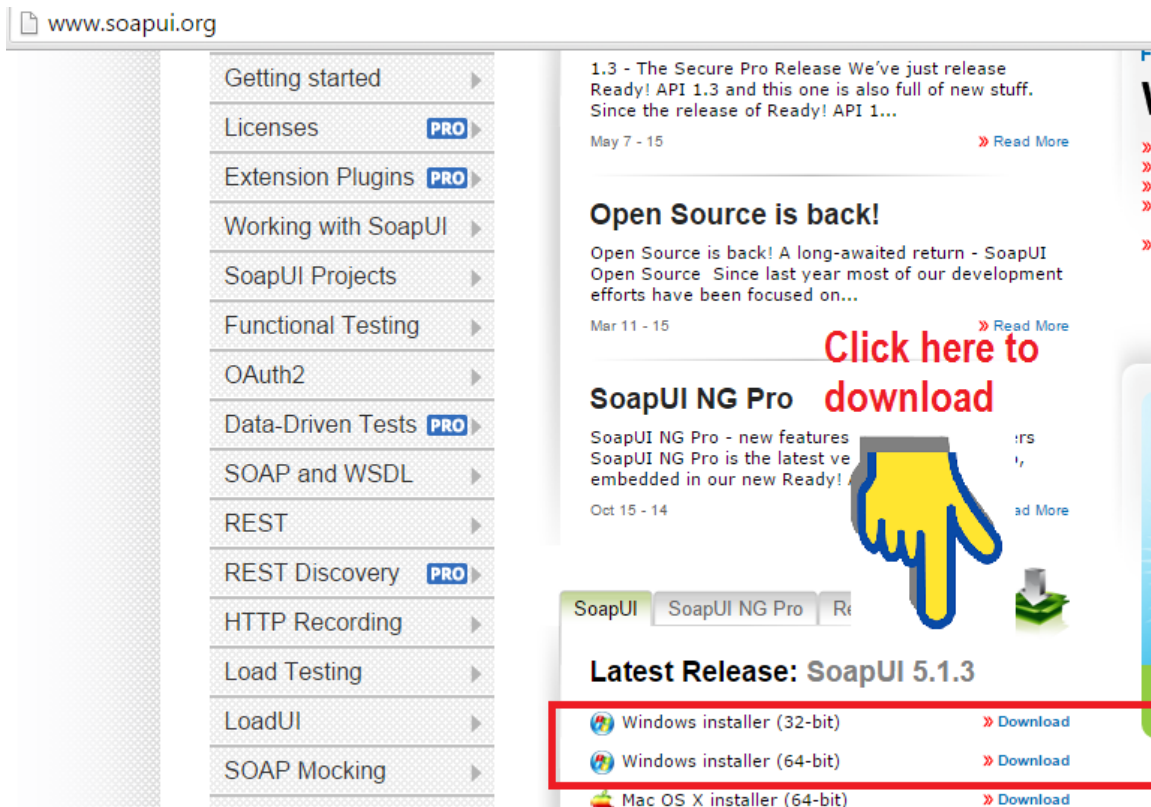 www.soapui.org
Getting started
Licenses PRO
Extension Plugins PRO
Working with SoapUI
SoapUI Projects
Functional Testing
OAuth2
Data-Driven Tests PRO
SOAP and WSDL
REST
REST Discovery PRO
HTTP Recording
Load Testing
LoadUI
SOAP Mocking
1.3 - The Secure Pro Release We've just release
Ready! API 1.3 and this one is also full of new stuff.
Since the release of Ready! API 1...
May 7 - 15 » Read More
Open Source is back!
Open Source is back! A long-awaited return - SoapUI
Open Source Since last year most of our development
efforts have been focused on...
Mar 11 - 15 » Read More
Click here to
download
SoapUI NG Pro
SoapUI NG Pro - new features
SoapUI NG Pro is the latest
embedded in our new Ready!
Oct 15 - 14 More
SoapUI SoapUI NG Pro
Latest Release: SoapUI 5.1.3
Windows installer (32-bit) » Download
Windows installer (64-bit) » Download
Mac OS X installer (64-bit) » Download